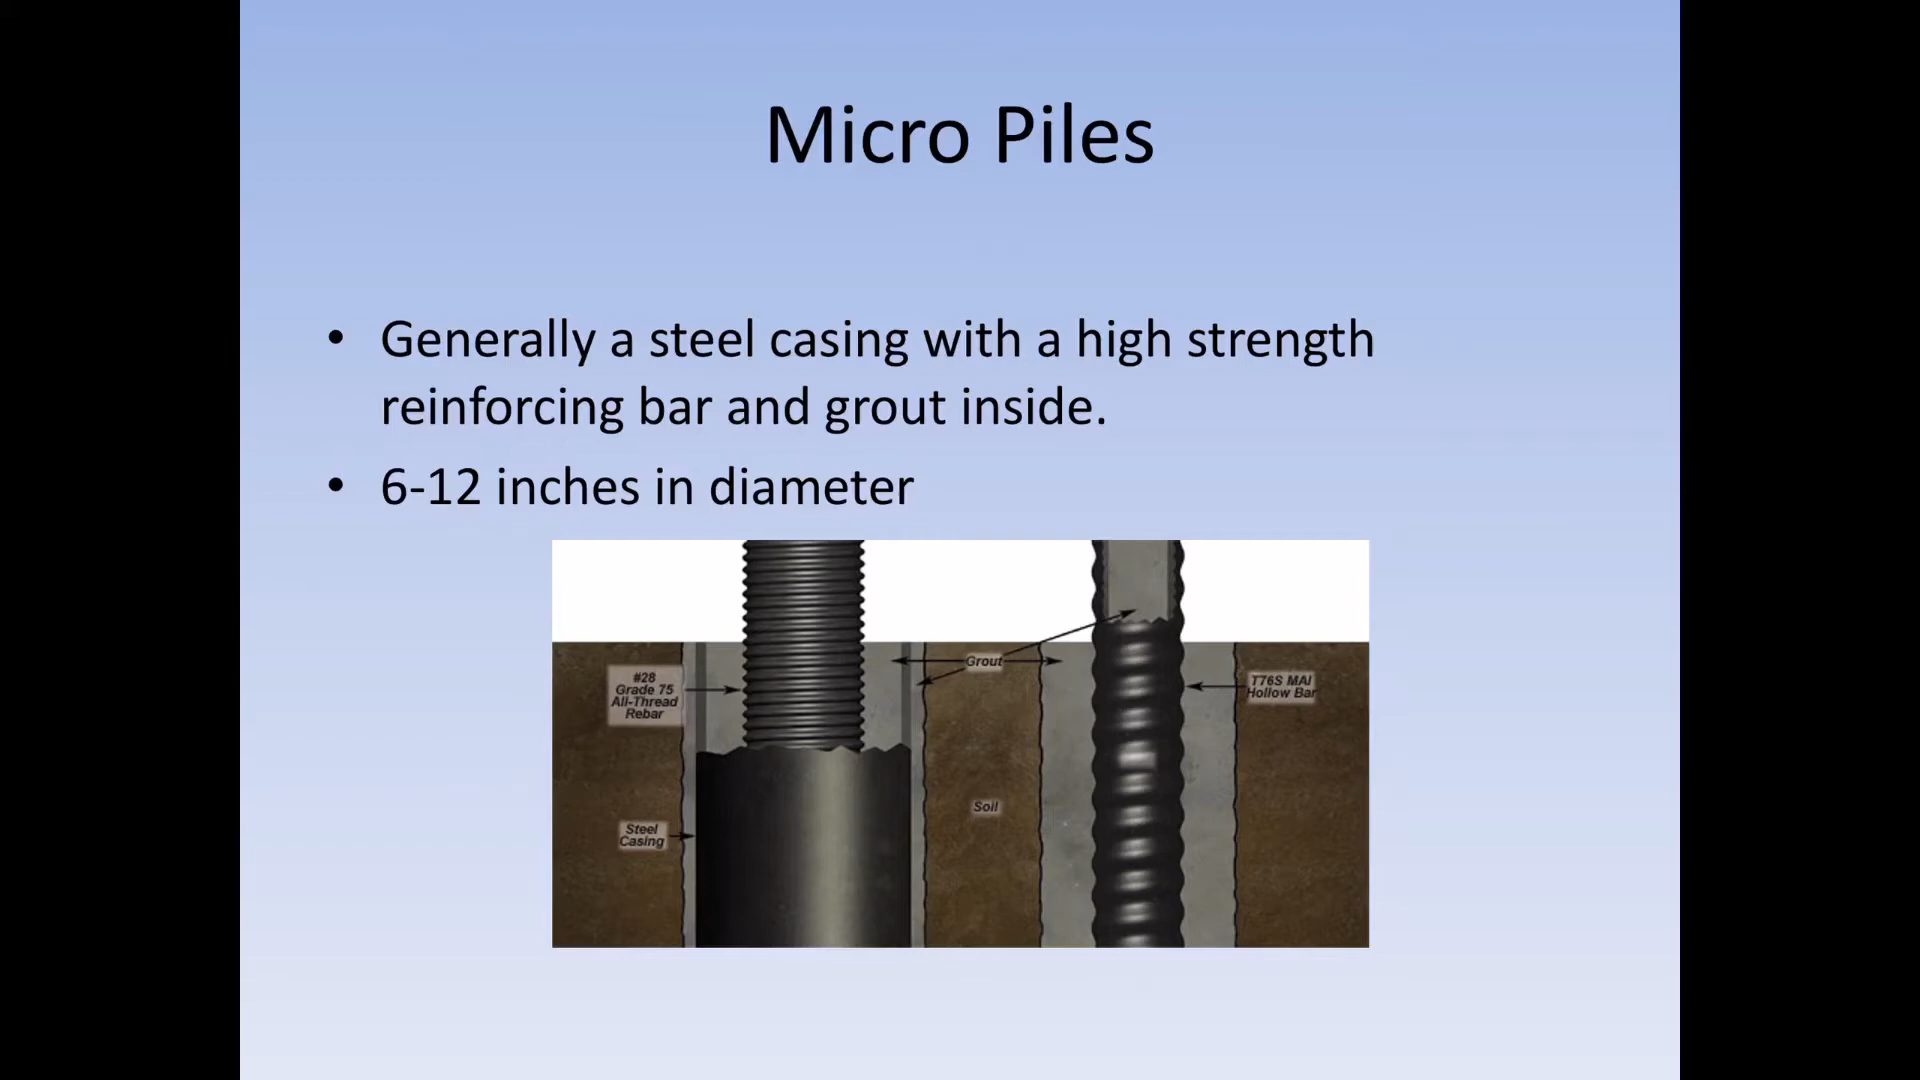 Micro Piles
• Generally a steel casing with a high strength
reinforcing bar and grout inside.
• 6-12 inches in diameter
#28
Grade 75
All-Thread
Rebar
Grout
T76S MAI
Hollow Bar
Soil
Steel
Casing